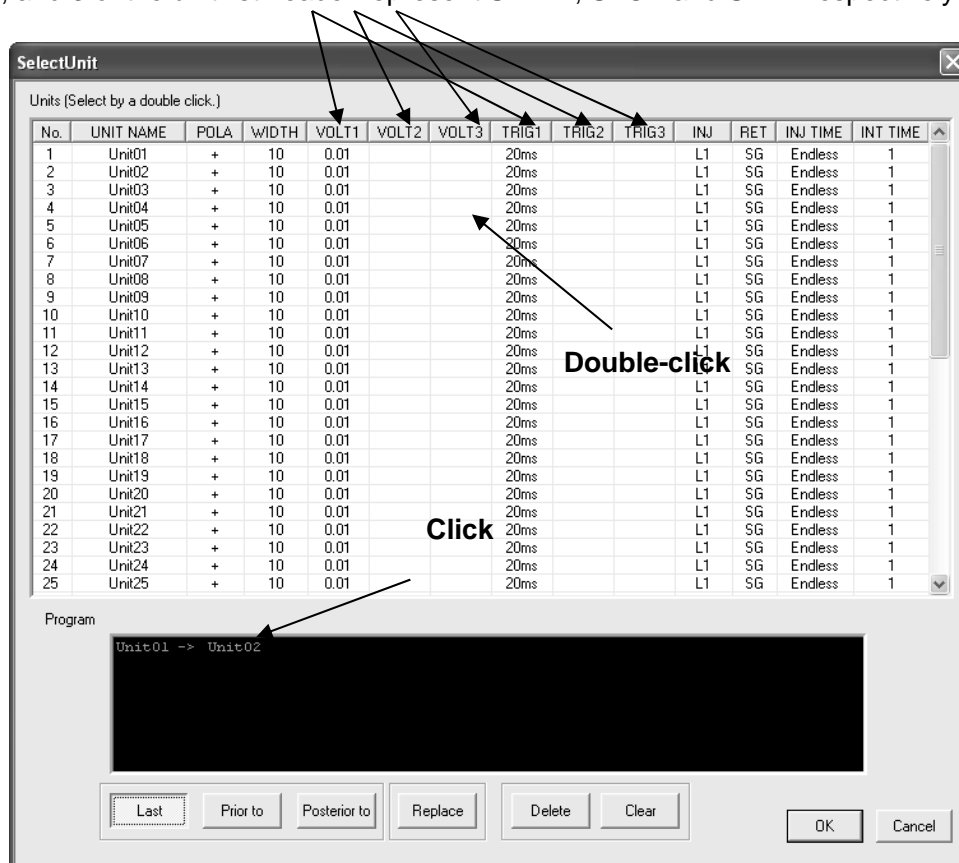 and 3 of the unit list header represent START, STOP and STEP respectively
SelectUnit
Units (Select by a double click.)
No. UNIT NAME POLA WIDTH VOLT1 VOLT2 VOLT3 TRIG1 TRIG2 TRIG3 INJ RET INJ TIME INT TIME
1 Unit01 + 10 0.01 20ms L1 SG Endless 1
2 Unit02 + 10 0.01 20ms L1 SG Endless 1
3 Unit03 + 10 0.01 20ms L1 SG Endless 1
4 Unit04 + 10 0.01 20ms L1 SG Endless 1
5 Unit05 + 10 0.01 20ms L1 SG Endless 1
6 Unit06 + 10 0.01 20ms L1 SG Endless 1
7 Unit07 + 10 0.01 20ms L1 SG Endless 1
8 Unit08 + 10 0.01 20ms L1 SG Endless 1
9 Unit09 + 10 0.01 20ms L1 SG Endless 1
10 Unit10 + 10 0.01 20ms L1 SG Endless 1
11 Unit11 + 10 0.01 20ms L1 SG Endless 1
12 Unit12 + 10 0.01 20ms L1 SG Endless 1
Double-click
13 Unit13 + 10 0.01 20ms L1 SG Endless 1
14 Unit14 + 10 0.01 20ms L1 SG Endless 1
15 Unit15 + 10 0.01 20ms L1 SG Endless 1
16 Unit16 + 10 0.01 20ms L1 SG Endless 1
17 Unit17 + 10 0.01 20ms L1 SG Endless 1
18 Unit18 + 10 0.01 20ms L1 SG Endless 1
19 Unit19 + 10 0.01 20ms L1 SG Endless 1
20 Unit20 + 10 0.01 20ms L1 SG Endless 1
21 Unit21 + 10 0.01 20ms L1 SG Endless 1
Click
22 Unit22 + 10 0.01 20ms L1 SG Endless 1
23 Unit23 + 10 0.01 20ms L1 SG Endless 1
24 Unit24 + 10 0.01 20ms L1 SG Endless 1
25 Unit25 + 10 0.01 20ms L1 SG Endless 1
Program
Unit01 -> Unit02
Last Prior to Posterior to Replace Delete Clear
OK Cancel